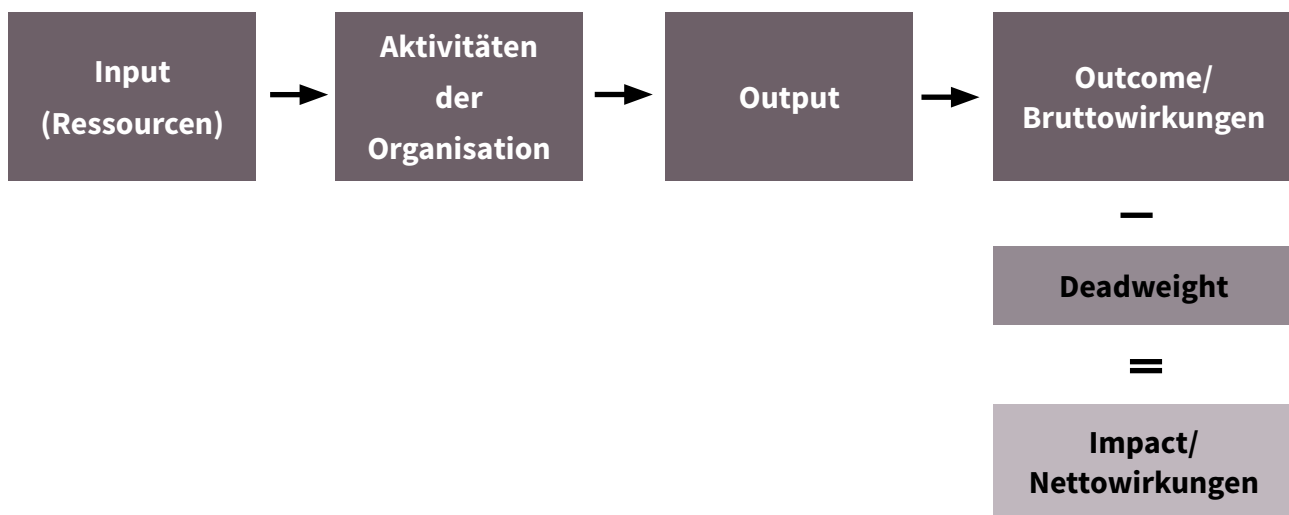 Input
(Ressourcen)
Aktivitäten
der
Organisation
Output
Outcome/
Bruttowirkungen
–
Deadweight
=
Impact/
Nettowirkungen